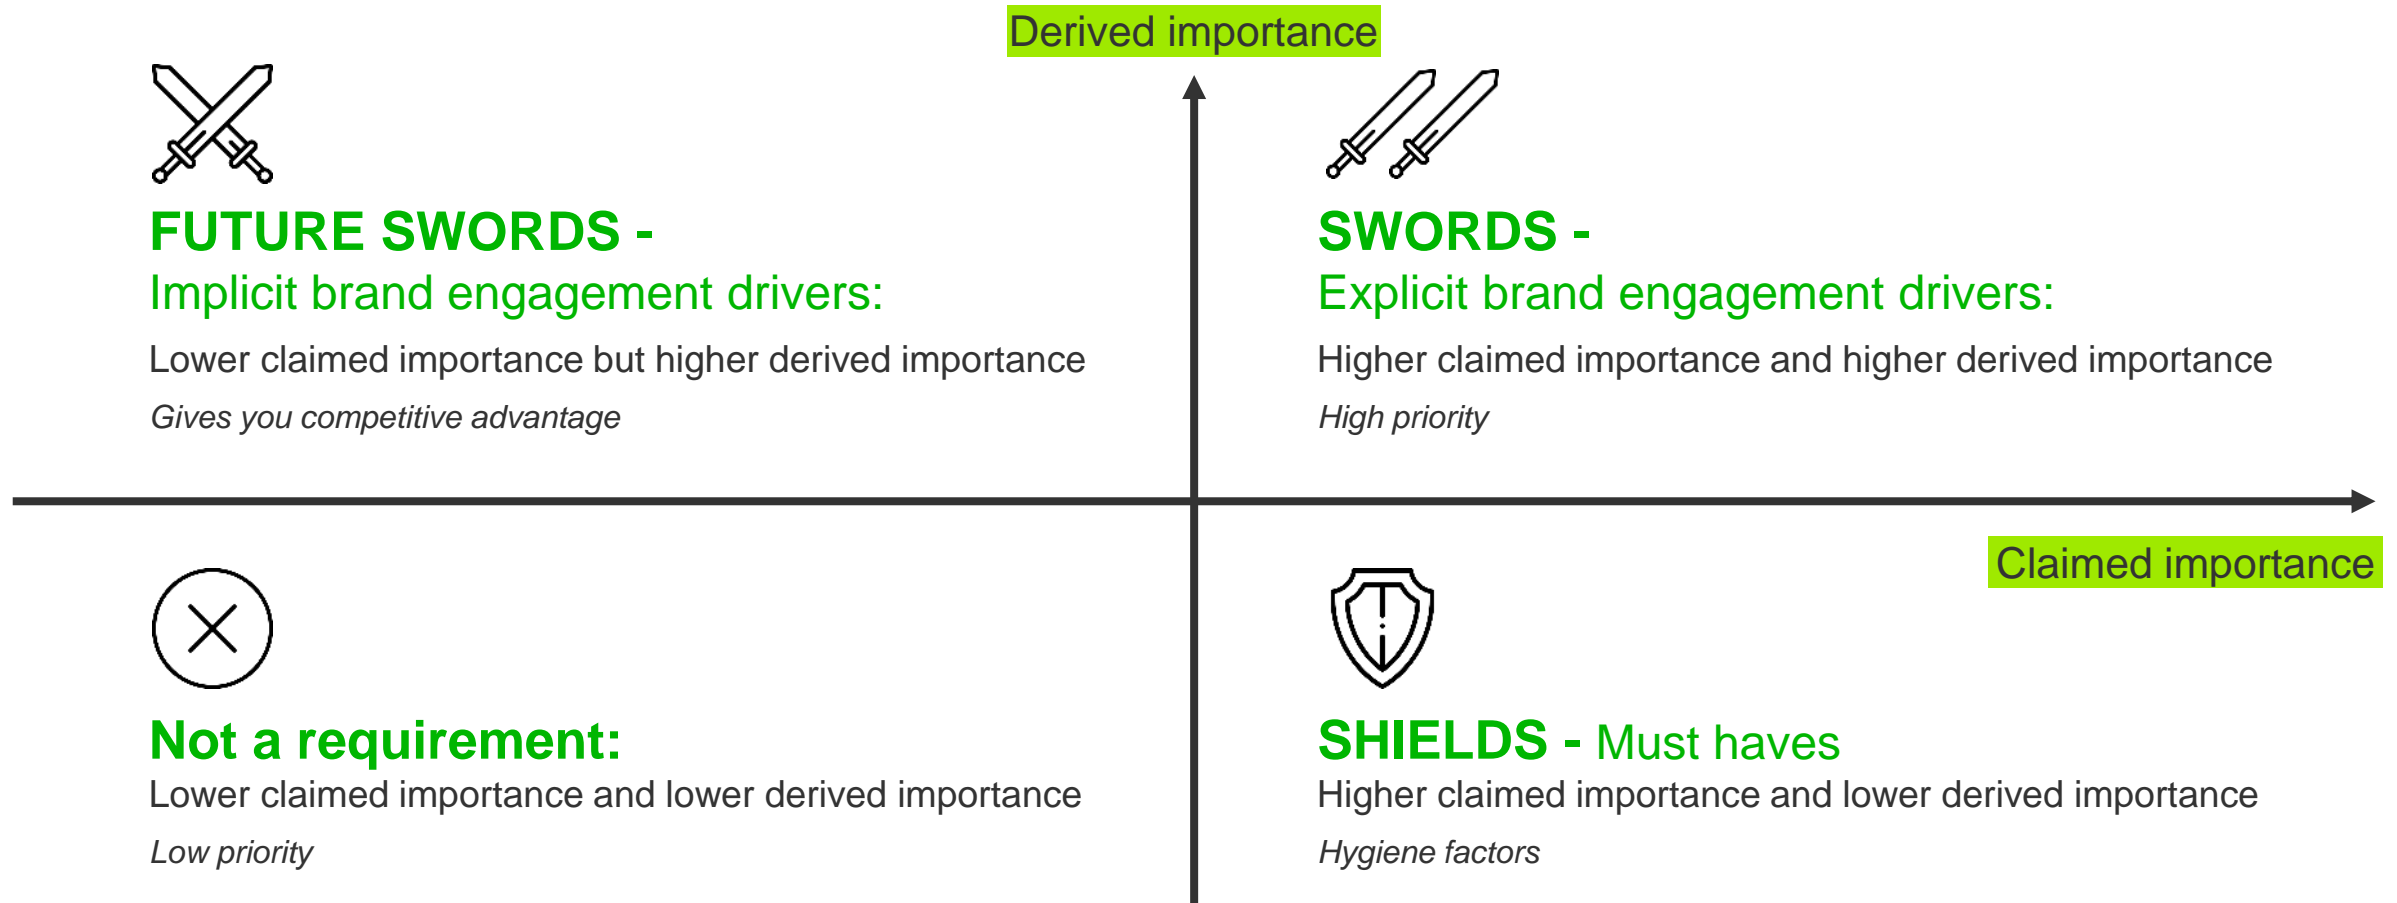 Derived importance
FUTURE SWORDS -
Implicit brand engagement drivers:
Lower claimed importance but higher derived importance
Gives you competitive advantage
SWORDS -
Explicit brand engagement drivers:
Higher claimed importance and higher derived importance
High priority
Claimed importance
Not a requirement:
Lower claimed importance and lower derived importance
Low priority
SHIELDS - Must haves
Higher claimed importance and lower derived importance
Hygiene factors